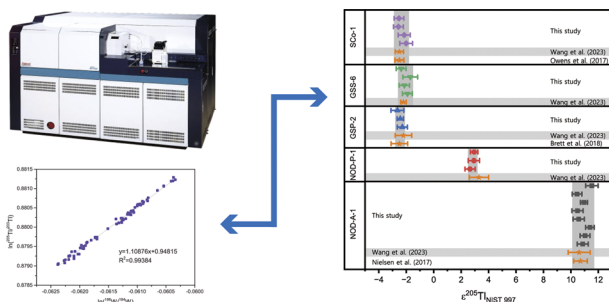 SCo-1
This study
Wang et al. (2023)
Owens et al. (2017)
GSS-6
This study
Wang et al. (2023)
GSP-2
This study
Wang et al. (2023)
Brett et al. (2018)
NOD-P-1
This study
Wang et al. (2023)
NOD-A-1
This study
Wang et al. (2023)
Nielsen et al. (2017)
-4 -2 0 2 4 6 8 10 12
ε²⁰⁵Tl NIST 997
0.8815
0.8810
0.8805
0.8800
0.8795
0.8790
y=1.10876x+0.94815
R²=0.99384
-0.0625 -0.0620 -0.0615 -0.0610 -0.0605 -0.0600